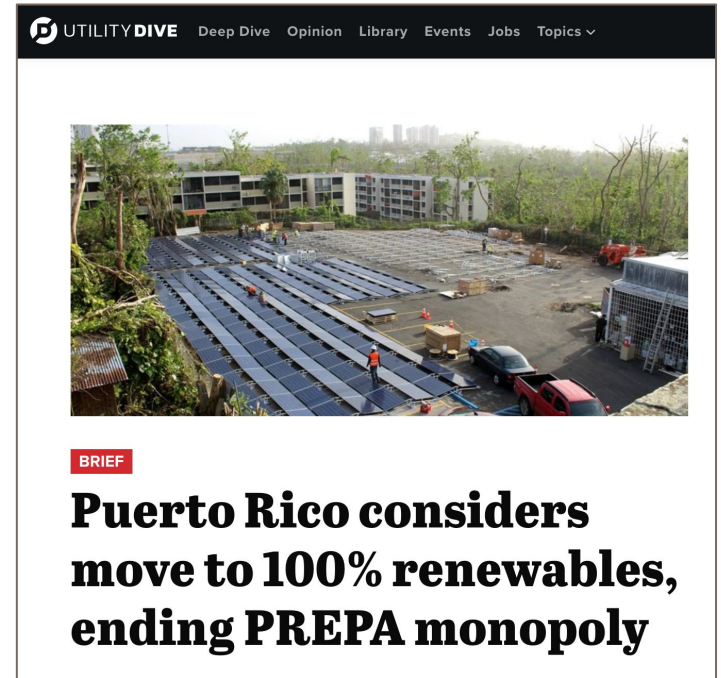 UTILITY DIVE Deep Dive Opinion Library Events Jobs Topics
BRIEF
Puerto Rico considers
move to 100% renewables,
ending PREPA monopoly